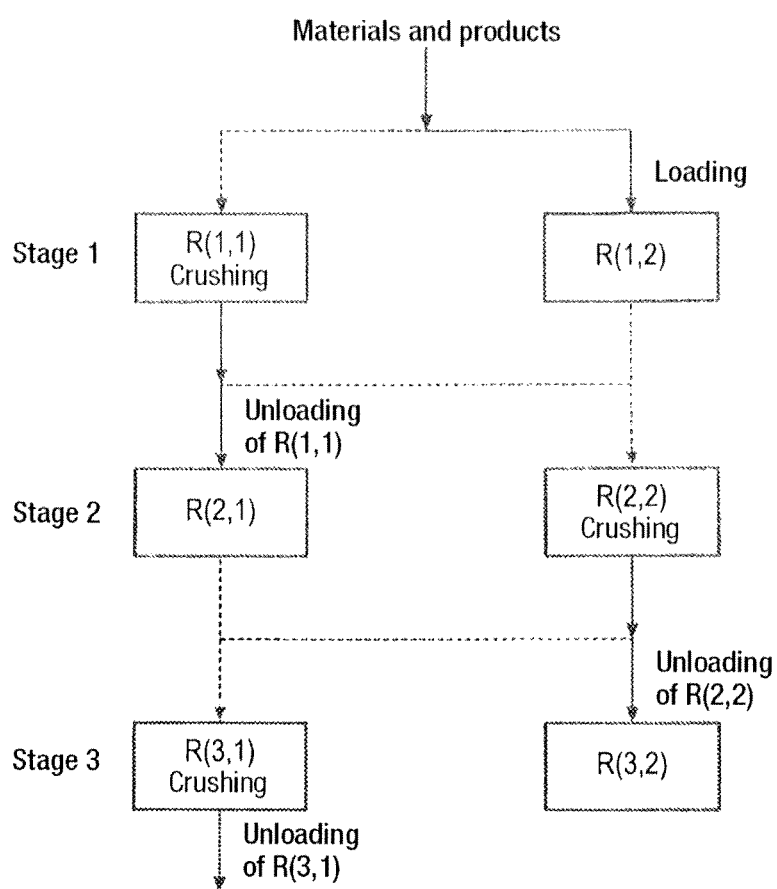 Materials and products
Loading
Stage 1
R(1,1)
Crushing
R(1,2)
Unloading
of R(1,1)
Stage 2
R(2,1)
R(2,2)
Crushing
Unloading
of R(2,2)
Stage 3
R(3,1)
Crushing
R(3,2)
Unloading
of R(3,1)